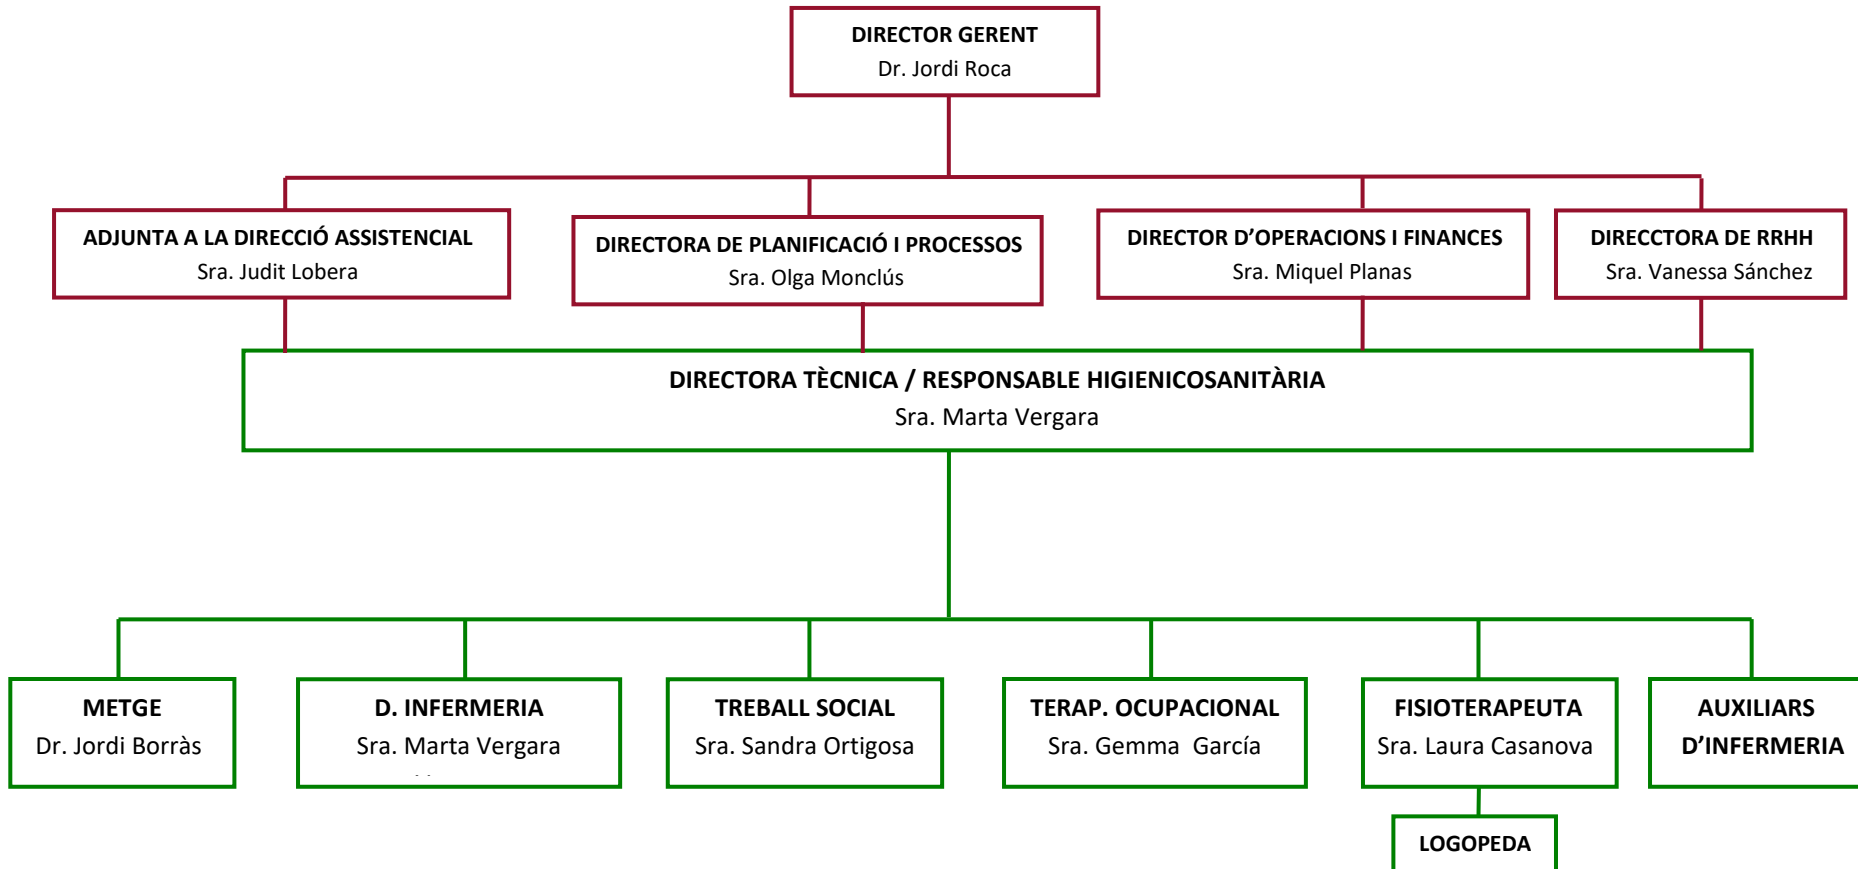 DIRECTOR GERENT
Dr. Jordi Roca
ADJUNTA A LA DIRECCIÓ ASSISTENCIAL
Sra. Judit Lobera
DIRECTORA DE PLANIFICACIÓ I PROCESSOS
Sra. Olga Monclús
DIRECTOR D’OPERACIONS I FINANCES
Sra. Miquel Planas
DIRECCTORA DE RRHH
Sra. Vanessa Sánchez
DIRECTORA TÈCNICA / RESPONSABLE HIGIENICOSANITÀRIA
Sra. Marta Vergara
METGE
Dr. Jordi Borràs
D. INFERMERIA
Sra. Marta Vergara
TREBALL SOCIAL
Sra. Sandra Ortigosa
TERAP. OCUPACIONAL
Sra. Gemma  García
FISIOTERAPEUTA
Sra. Laura Casanova
AUXILIARS
D’INFERMERIA
LOGOPEDA